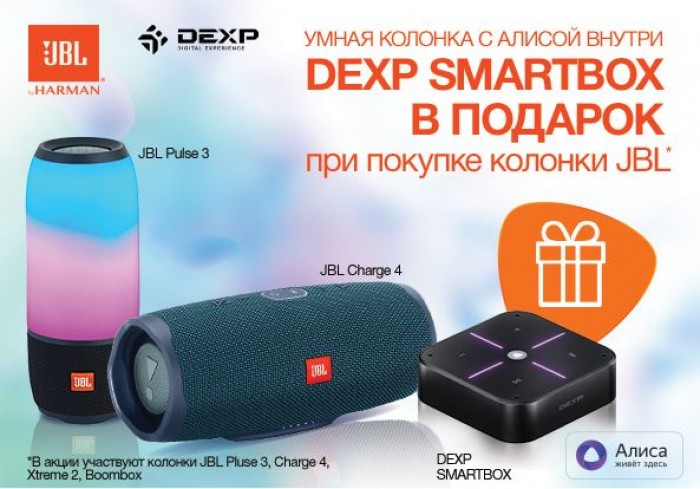 JBL
by HARMAN
DEXP
DIGITAL EXPERIENCE
УМНАЯ КОЛОНКА С АЛИСОЙ ВНУТРИ
DEXP SMARTBOX
В ПОДАРОК
при покупке колонки JBL*
JBL Pulse 3
JBL Charge 4
JBL
JBL
DEXP
*В акции участвуют колонки JBL Pluse 3, Charge 4,
Xtreme 2, Boombox
DEXP
SMARTBOX
Алиса
живёт здесь